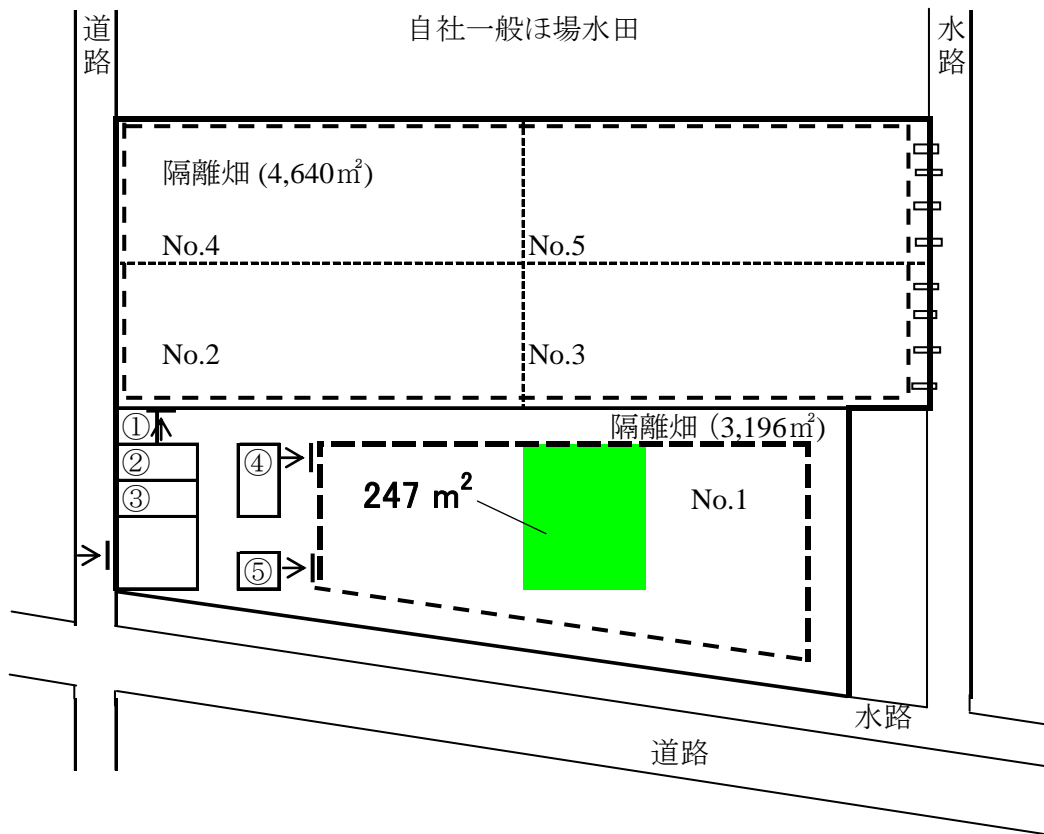 道路
自社一般ほ場水田
水路
隔離畑 (4,640㎡)
No.4
No.5
No.2
No.3
①
隔離畑（3,196㎡)
②
④
③
247 m²
No.1
⑤
水路
道路